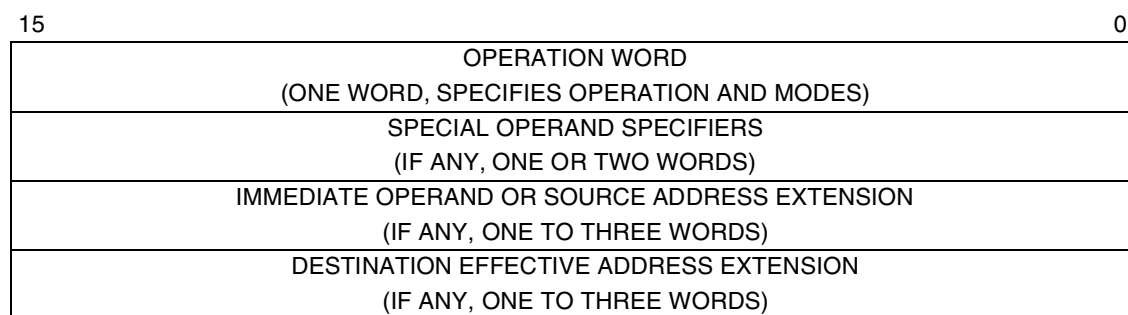 15 0
OPERATION WORD
(ONE WORD, SPECIFIES OPERATION AND MODES)
SPECIAL OPERAND SPECIFIERS
(IF ANY, ONE OR TWO WORDS)
IMMEDIATE OPERAND OR SOURCE ADDRESS EXTENSION
(IF ANY, ONE TO THREE WORDS)
DESTINATION EFFECTIVE ADDRESS EXTENSION
(IF ANY, ONE TO THREE WORDS)